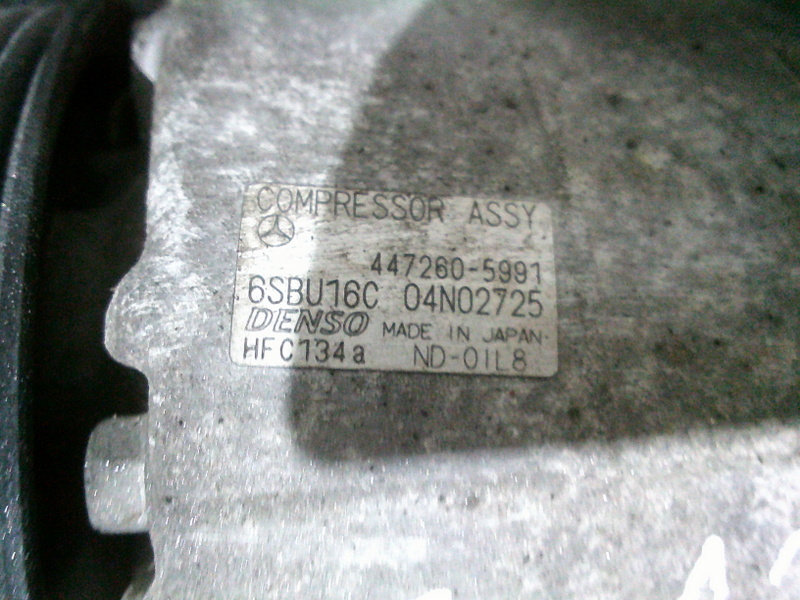 COMPRESSOR ASSY.
447260-5991
6SBU16C 04N02725
DENSO MADE IN JAPAN
HFC134a ND-OIL8